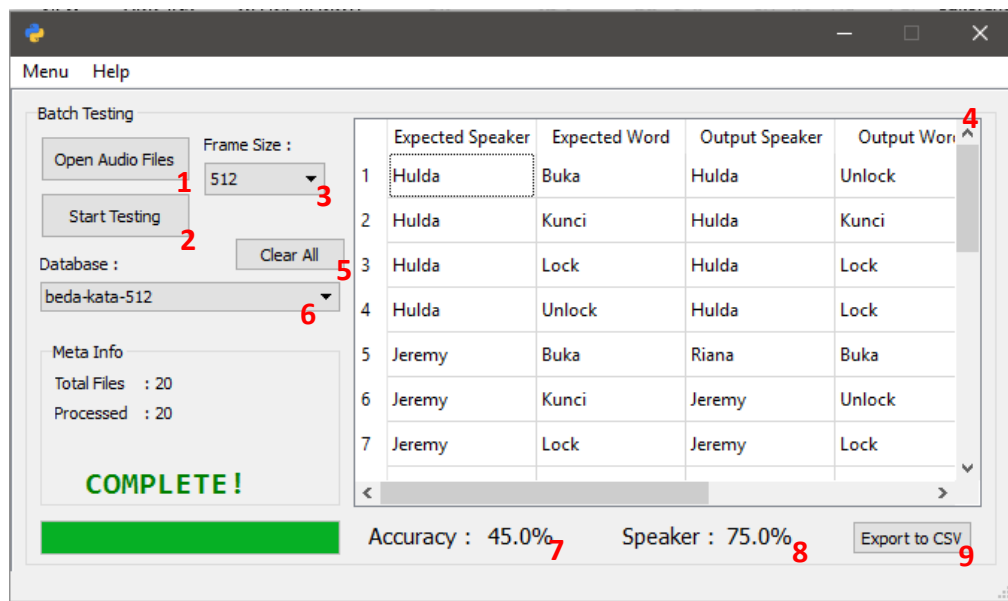 Menu Help
Batch Testing
Open Audio Files
1
Start Testing
2
Frame Size :
512
3
Clear All
5
Database :
beda-kata-512
6
Meta Info
Total Files : 20
Processed : 20
COMPLETE!
4
Expected Speaker Expected Word Output Speaker Output Wor
1 Hulda Buka Hulda Unlock
2 Hulda Kunci Hulda Kunci
3 Hulda Lock Hulda Lock
4 Hulda Unlock Hulda Lock
5 Jeremy Buka Riana Buka
6 Jeremy Kunci Jeremy Unlock
7 Jeremy Lock Jeremy Lock
Accuracy : 45.0% 7 Speaker : 75.0% 8
Export to CSV
9